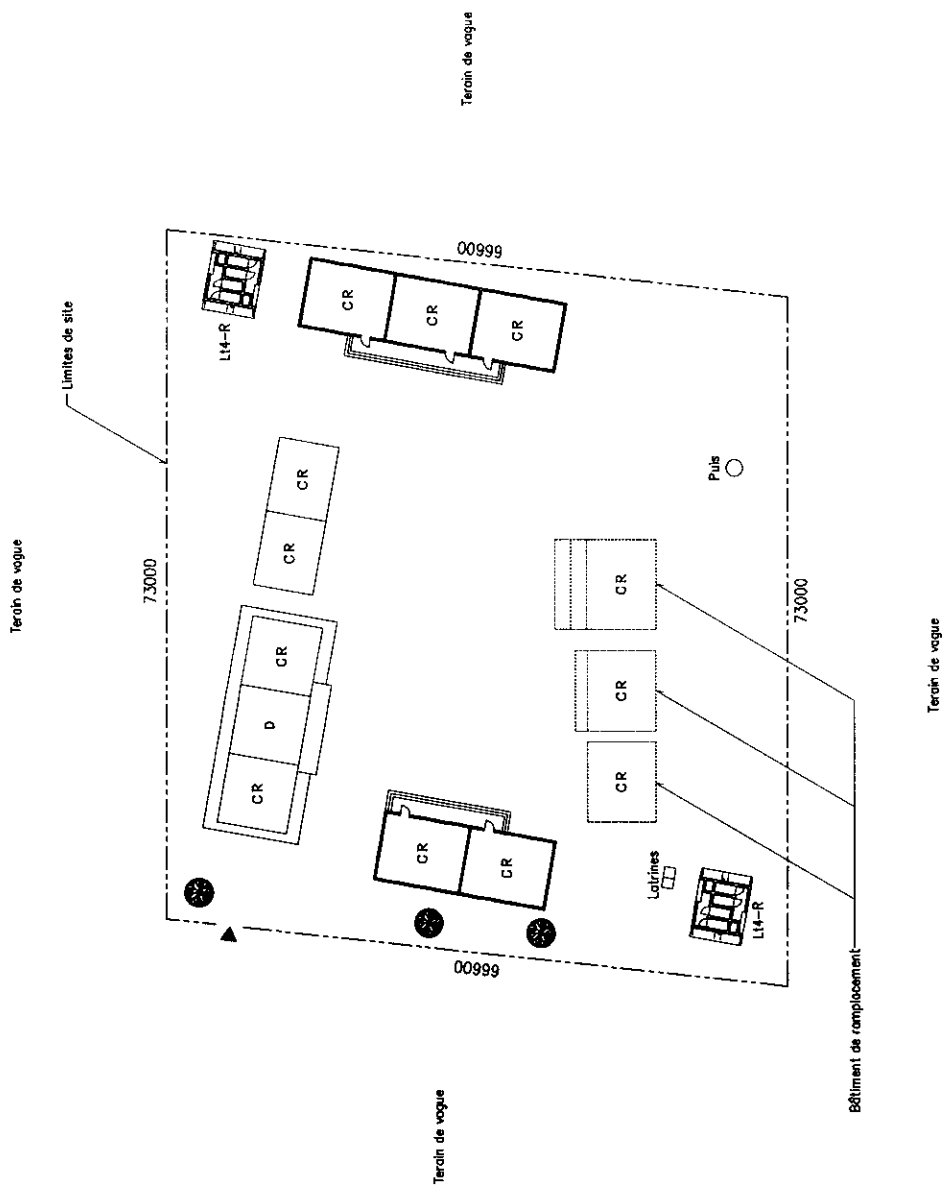 Terain de vague
Limites de site
Terain de vague
73000
66600
Lt4-R
CR
CR
CR
CR
CR
CR
D
CR
CR
CR
Puis
CR
CR
CR
Latrines
Lt4-R
66600
73000
Terain de vague
Terain de vague
Bâtiment de ramplacement